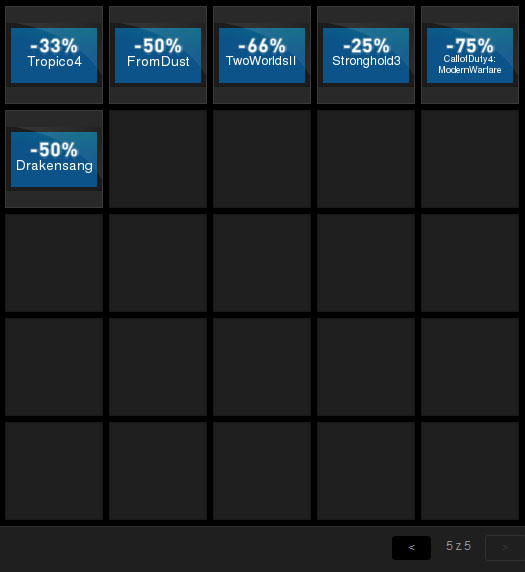 -33%
Tropico4
-50%
FromDust
-66%
TwoWorldsII
-25%
Stronghold3
-75%
CallofDuty4:
ModernWarfare
-50%
Drakensang
< 5 z 5 >